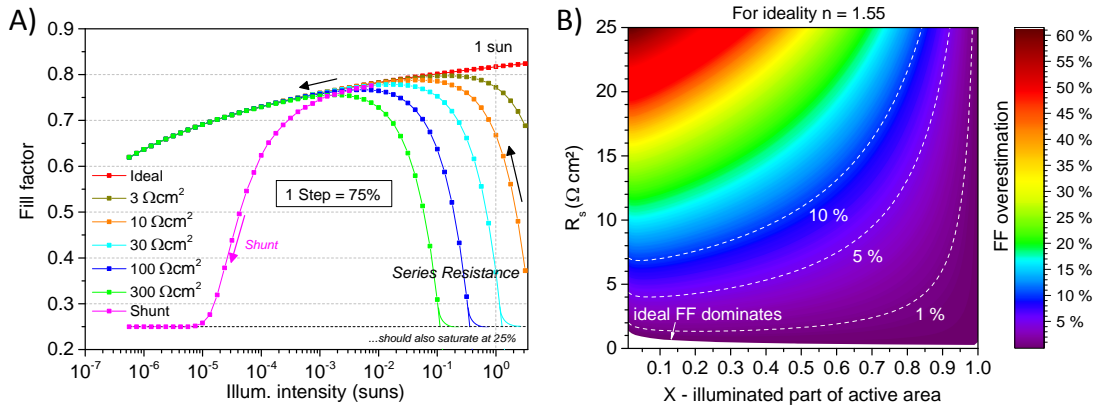 A)
0.9
0.8
0.7
0.6
0.5
0.4
0.3
0.2
Fill factor
1 sun
Ideal
3 Ωcm²
10 Ωcm²
30 Ωcm²
100 Ωcm²
300 Ωcm²
Shunt
1 Step = 75%
Shunt
Series Resistance
...should also saturate at 25%
10⁻⁷ 10⁻⁶ 10⁻⁵ 10⁻⁴ 10⁻³ 10⁻² 10⁻¹ 10⁰
Illum. intensity (suns)
B)
For ideality n = 1.55
25
20
15
10
5
0
Rₛ (Ω cm²)
10 %
5 %
1 %
ideal FF dominates
0.1 0.2 0.3 0.4 0.5 0.6 0.7 0.8 0.9 1.0
X - illuminated part of active area
FF overestimation
60 %
55 %
50 %
45 %
40 %
35 %
30 %
25 %
20 %
15 %
10 %
5 %